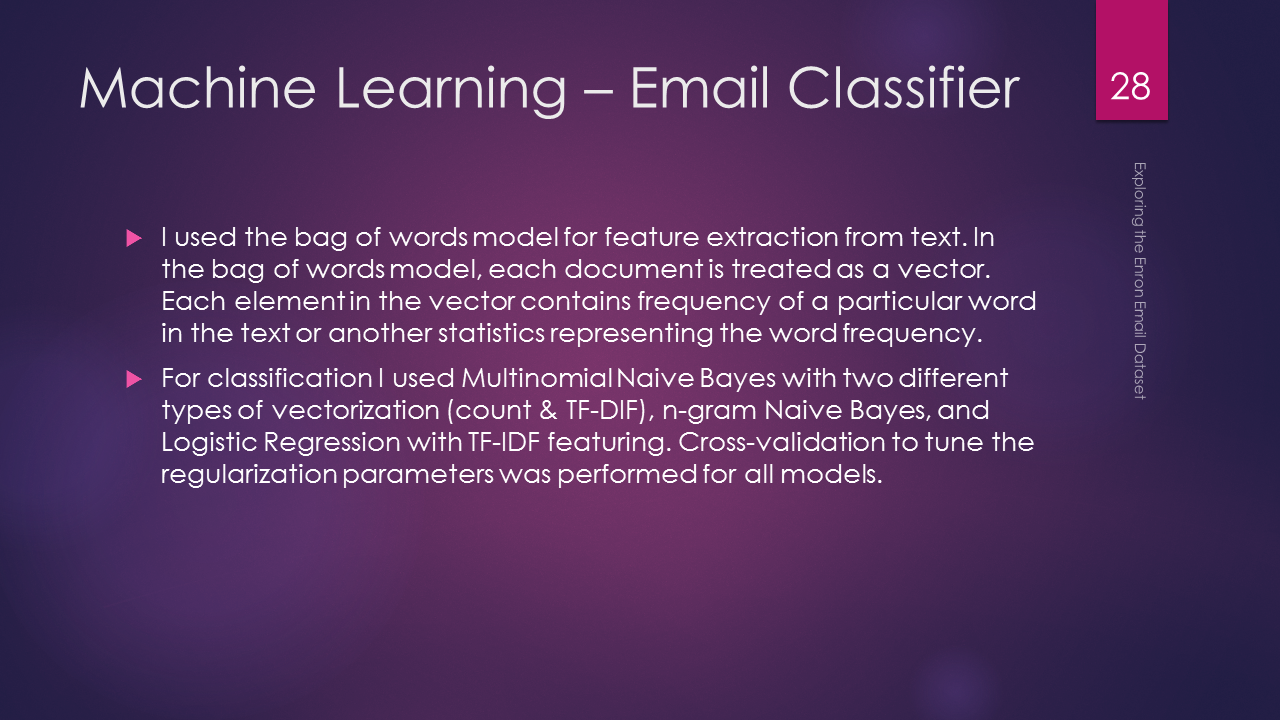 Machine Learning – Email Classifier
28
I used the bag of words model for feature extraction from text. In
the bag of words model, each document is treated as a vector.
Each element in the vector contains frequency of a particular word
in the text or another statistics representing the word frequency.
For classification I used Multinomial Naive Bayes with two different
types of vectorization (count & TF-DIF), n-gram Naive Bayes, and
Logistic Regression with TF-IDF featuring. Cross-validation to tune the
regularization parameters was performed for all models.
Exploring the Enron Email Dataset